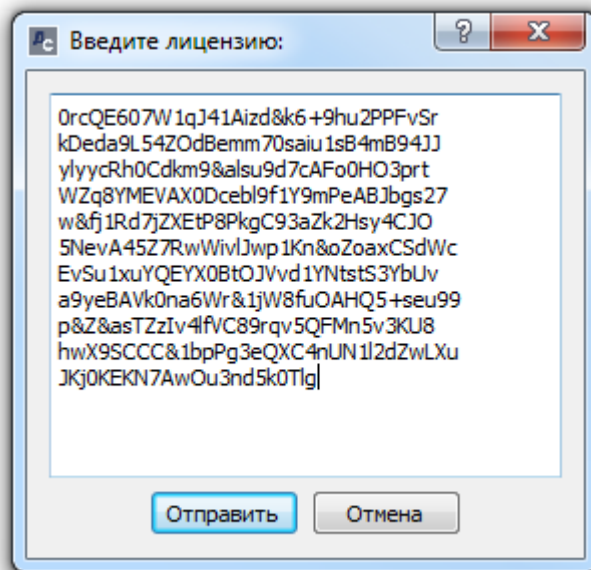 Введите лицензию:
0rcQE607W1qJ41Aizd&k6+9hu2PPFvSr
kDeda9L54ZOdBemm70saiu1sB4mB94JJ
ylyycRh0Cdkm9&alsu9d7cAFo0HO3prt
WZq8YMEVAX0Dcebl9f1Y9mPeABJbgs27
w&fj1Rd7jZXEtP8PkgC93aZk2Hsy4CJO
5NevA45Z7RwWivlJwp1Kn&oZoaxCSdWc
EvSu1xuYQEYX0BtOJVvd1YNtstS3YbUv
a9yeBAVk0na6Wr&1jW8fuOAHQ5+seu99
p&Z&asTZzIv4lfVC89rqv5QFMn5v3KU8
hwX9SCCC&1bpPg3eQXC4nUN1l2dZwLXu
JKj0KEKN7AwOu3nd5k0Tlg
Отправить Отмена